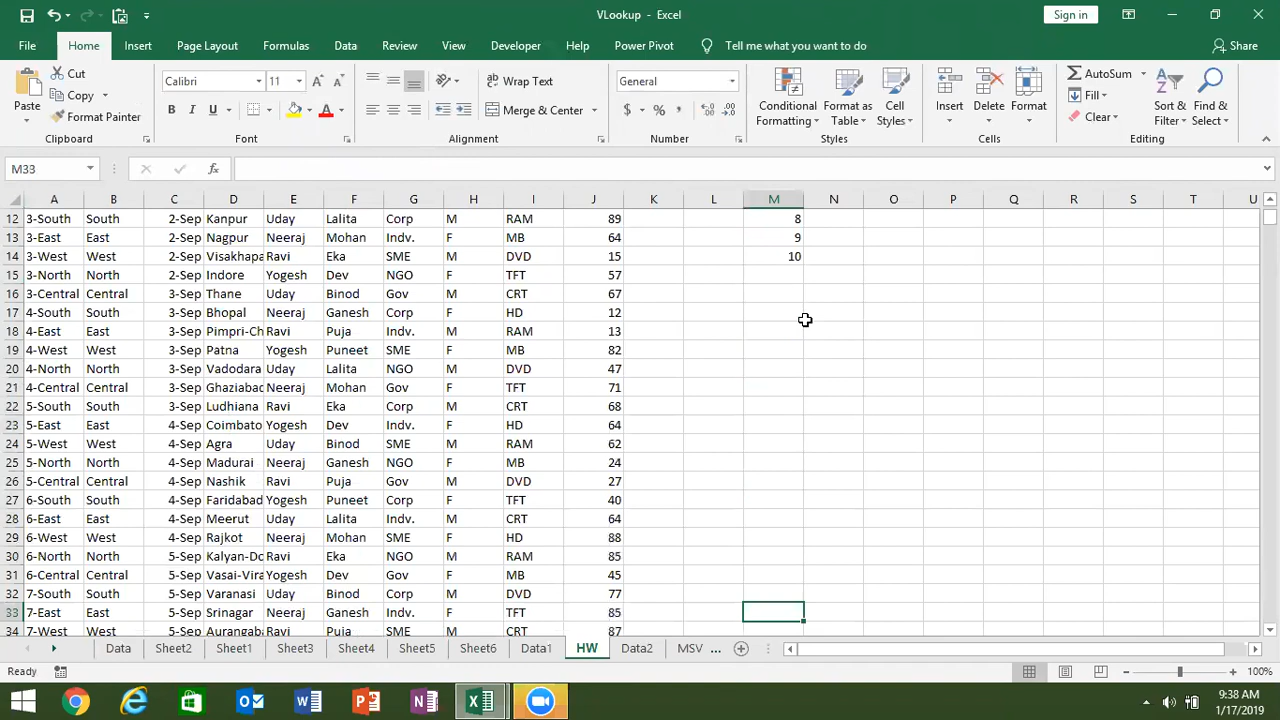 VLookup - Excel
Sign in
File Home Insert Page Layout Formulas Data Review View Developer Help Power Pivot Tell me what you want to do Share
Cut
Copy
Format Painter
Paste
Clipboard
Calibri 11
B I U
Font
Wrap Text
Merge & Center
Alignment
General
$ % ,
Number
Conditional Formatting
Format as Table
Cell Styles
Styles
Insert Delete Format
Cells
AutoSum
Fill
Clear
Sort & Filter
Find & Select
Editing
M33 fx
A B C D E F G H I J K L M N O P Q R S T U
12 3-South South 2-Sep Kanpur Uday Lalita Corp M RAM 89 8
13 3-East East 2-Sep Nagpur Neeraj Mohan Indv. F MB 64 9
14 3-West West 2-Sep Visakhapa Ravi Eka SME M DVD 15 10
15 3-North North 2-Sep Indore Yogesh Dev NGO F TFT 57
16 3-Central Central 3-Sep Thane Uday Binod Gov M CRT 67
17 4-South South 3-Sep Bhopal Neeraj Ganesh Corp F HD 12
18 4-East East 3-Sep Pimpri-Ch Ravi Puja Indv. M RAM 13
19 4-West West 3-Sep Patna Yogesh Puneet SME F MB 82
20 4-North North 3-Sep Vadodara Uday Lalita NGO M DVD 47
21 4-Central Central 3-Sep Ghaziabad Neeraj Mohan Gov F TFT 71
22 5-South South 3-Sep Ludhiana Ravi Eka Corp M CRT 68
23 5-East East 4-Sep Coimbato Yogesh Dev Indv. F HD 64
24 5-West West 4-Sep Agra Uday Binod SME M RAM 62
25 5-North North 4-Sep Madurai Neeraj Ganesh NGO F MB 24
26 5-Central Central 4-Sep Nashik Ravi Puja Gov M DVD 27
27 6-South South 4-Sep Faridabad Yogesh Puneet Corp F TFT 40
28 6-East East 4-Sep Meerut Uday Lalita Indv. M CRT 64
29 6-West West 4-Sep Rajkot Neeraj Mohan SME F HD 88
30 6-North North 5-Sep Kalyan-Do Ravi Eka NGO M RAM 85
31 6-Central Central 5-Sep Vasai-Vira Yogesh Dev Gov F MB 45
32 7-South South 5-Sep Varanasi Uday Binod Corp M DVD 77
33 7-East East 5-Sep Srinagar Neeraj Ganesh Indv. F TFT 85
34 7-West West 5-Sep Aurangaba Ravi Puja SME M CRT 87
Data Sheet2 Sheet1 Sheet3 Sheet4 Sheet5 Sheet6 Data1 HW Data2 MSV ...
Ready 100%
9:38 AM
1/17/2019